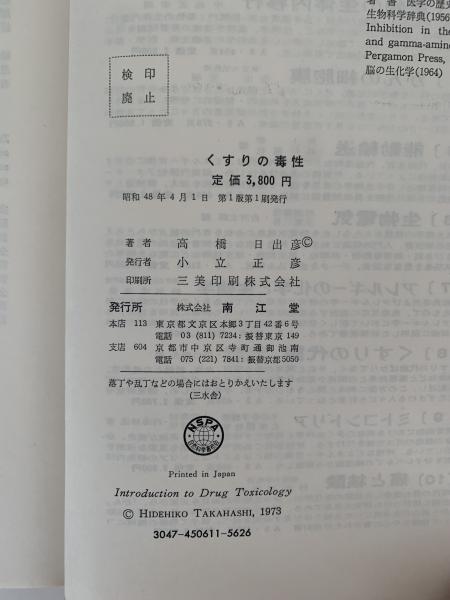 著 書 医学の歴史
生物科学辞典(1956
Inhibition in the
and gamma-amino
Pergamon Press,
脳の生化学(1964)
検 印
廃 止
くすりの毒性
定価 3,800 円
昭和 48 年 4 月 1 日 第 1 版第 1 刷発行
著者 高橋日出彦©
発行者 小立正彦
印刷所 三美印刷株式会社
発行所 株式会社 南江堂
本店 113 東京都文京区本郷3丁目42番6号
電話 03 (811) 7234: 振替東京 149
支店 604 京都市中京区寺町通御池南
電話 075 (221) 7841: 振替京都5050
落丁や乱丁などの場合にはおとりかえいたします
(三水舎)
NSPA
Printed in Japan
Introduction to Drug Toxicology
© HIDEHIKO TAKAHASHI, 1973
3047-450611-5626